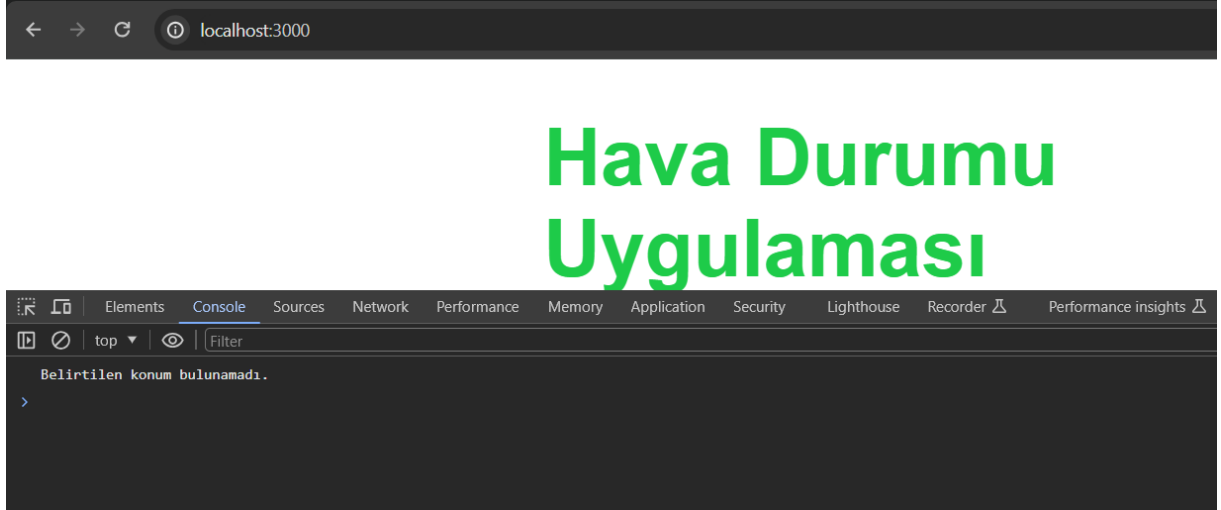 localhost:3000
Hava Durumu
Uygulaması
Elements Console Sources Network Performance Memory Application Security Lighthouse Recorder Performance insights
top Filter
Belirtilen konum bulunamadı.